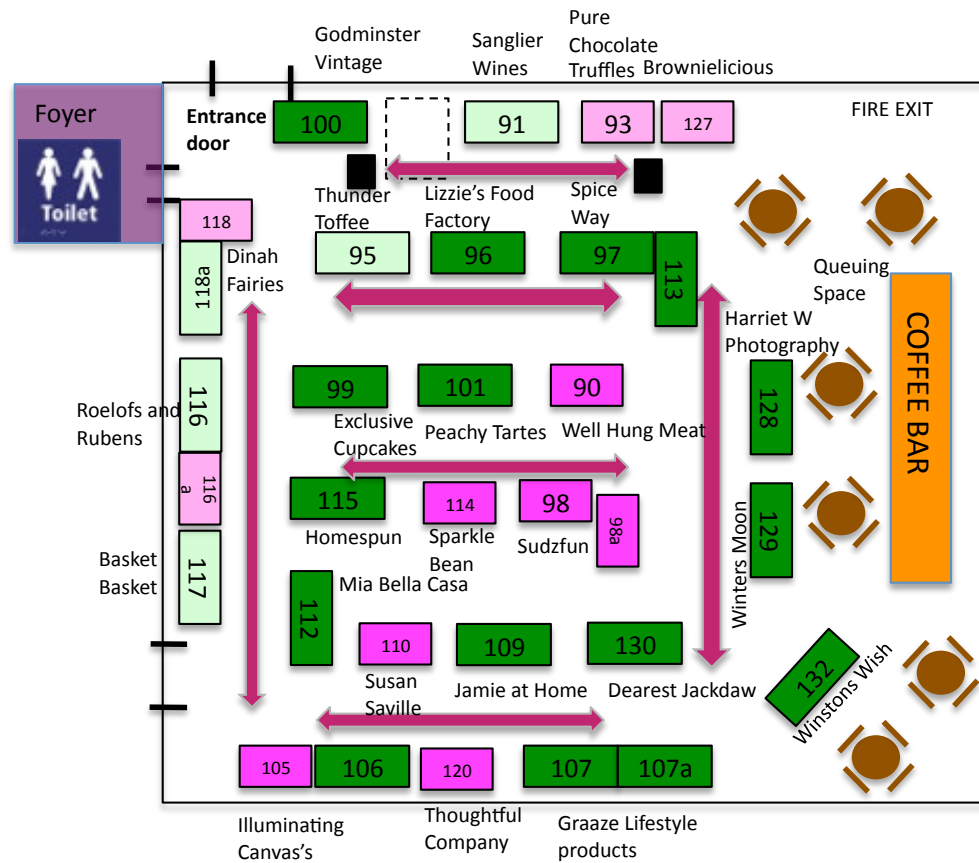 Godminster
Vintage
Sanglier
Wines
Pure
Chocolate
Truffles
Brownielicious
Foyer
Toilet
Entrance
door
100
91
93
127
FIRE EXIT
Thunder
Toffee
Lizzie's Food
Factory
Spice
Way
118
Dinah
Fairies
118a
95
96
97
113
Queuing
Space
Harriet W
Photography
COFFEE BAR
Roelofs and
Rubens
116
99
101
90
128
Exclusive
Cupcakes
Peachy Tartes
Well Hung Meat
116
a
115
114
98
98a
129
Homespun
Sparkle
Bean
Sudzfun
Winters Moon
Basket
Basket
117
112
Mia Bella Casa
110
109
130
132
Susan
Saville
Jamie at Home
Dearest Jackdaw
Winstons Wish
105
106
120
107
107a
Illuminating
Canvas's
Thoughtful
Company
Graaze Lifestyle
products